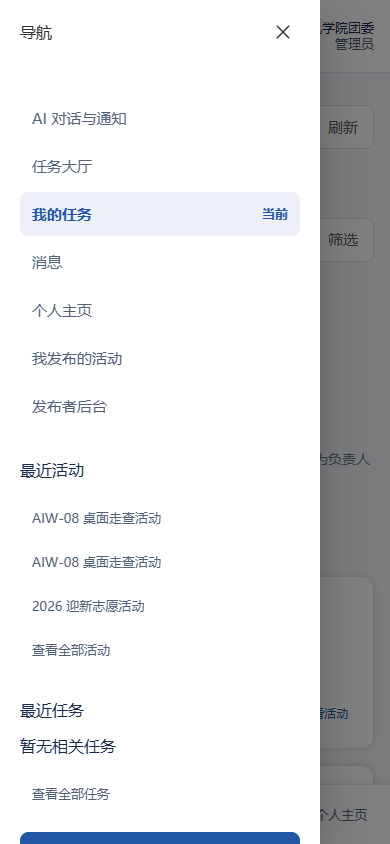 导航
学院团委
管理员
刷新
AI 对话与通知
任务大厅
我的任务
当前
筛选
消息
个人主页
我发布的活动
发布者后台
为负责人
最近活动
AIW-08 桌面走查活动
AIW-08 桌面走查活动
2026 迎新志愿活动
查看全部活动
最近任务
活动
暂无相关任务
查看全部任务
个人主页